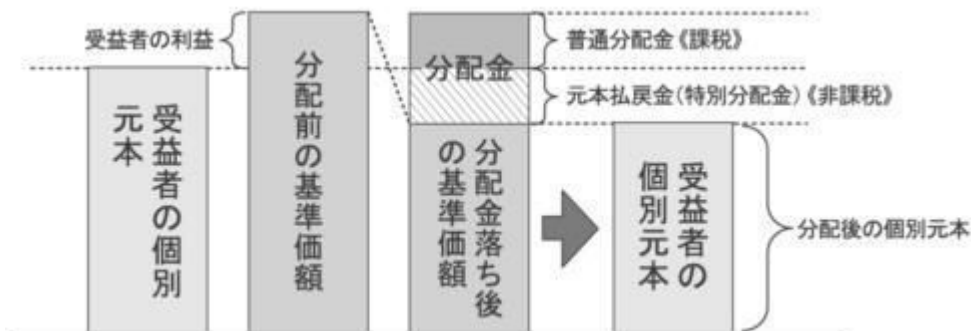 受益者の利益
受益者の個別
元本
分配前の基準価額
分配金
分配金落ち後
の基準価額
普通分配金《課税》
元本払戻金(特別分配金)《非課税》
受益者の
個別元本
分配後の個別元本